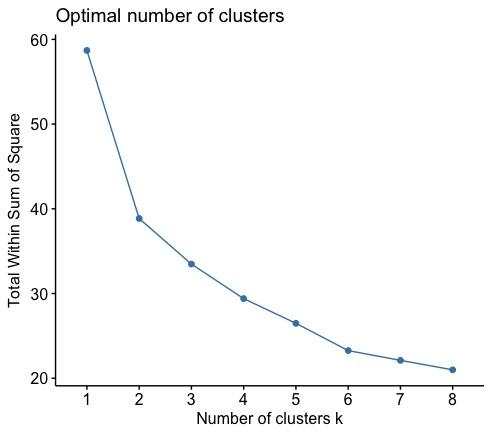 Optimal number of clusters
60
50
40
30
20
Total Within Sum of Square
1 2 3 4 5 6 7 8
Number of clusters k